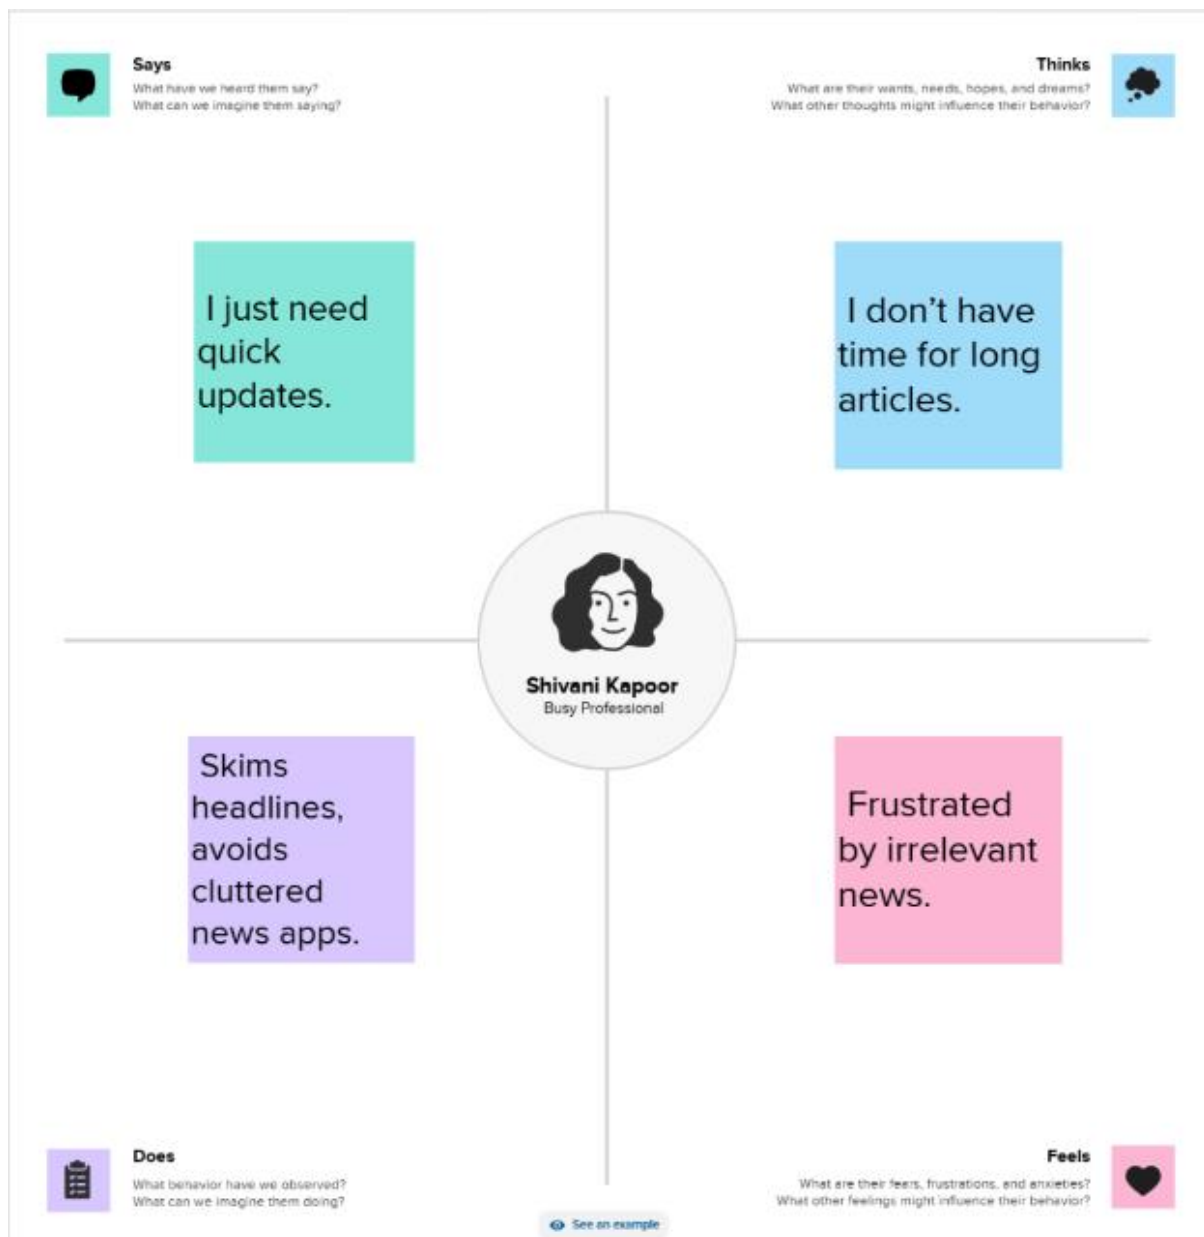 Says
What have we heard them say?
What can we imagine them saying?
Thinks
What are their wants, needs, hopes, and dreams?
What other thoughts might influence their behavior?
I just need
quick
updates.
I don’t have
time for long
articles.
Shivani Kapoor
Busy Professional
Skims
headlines,
avoids
cluttered
news apps.
Frustrated
by irrelevant
news.
Does
What behavior have we observed?
What can we imagine them doing?
Feels
What are their fears, frustrations, and anxieties?
What other feelings might influence their behavior?
See an example